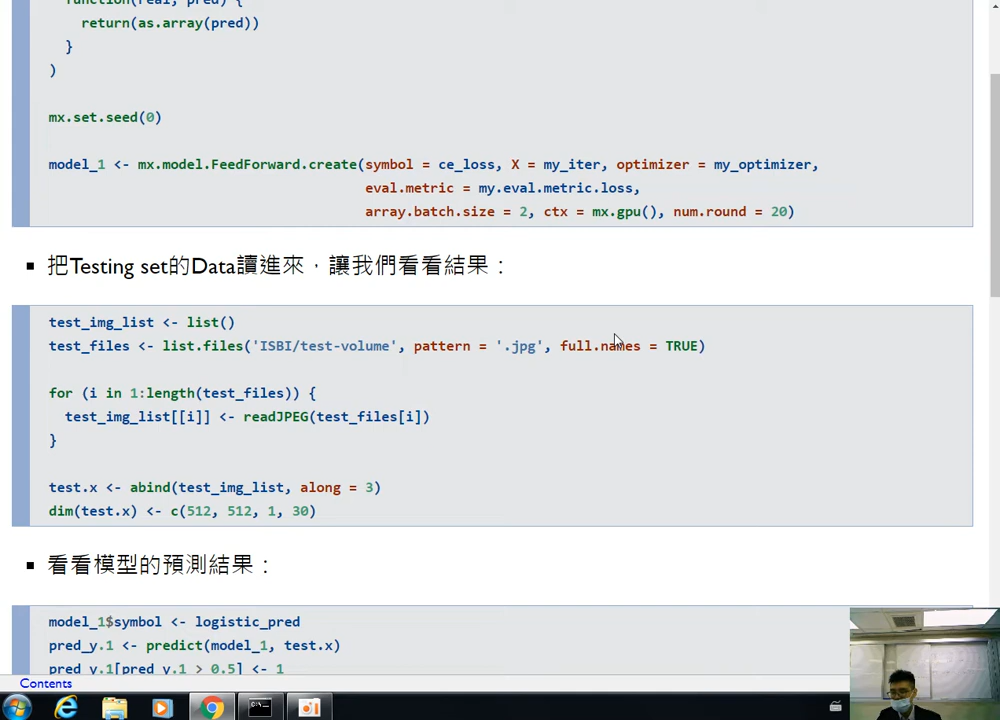 function(real, pred) {
return(as.array(pred))
}
)
mx.set.seed(0)
model_1 <- mx.model.FeedForward.create(symbol = ce_loss, X = my_iter, optimizer = my_optimizer,
eval.metric = my.eval.metric.loss,
array.batch.size = 2, ctx = mx.gpu(), num.round = 20)
▪ 把Testing set的Data讀進來，讓我們看看結果：
test_img_list <- list()
test_files <- list.files('ISBI/test-volume', pattern = '.jpg', full.names = TRUE)
for (i in 1:length(test_files)) {
test_img_list[[i]] <- readJPEG(test_files[i])
}
test.x <- abind(test_img_list, along = 3)
dim(test.x) <- c(512, 512, 1, 30)
▪ 看看模型的預測結果：
model_1$symbol <- logistic_pred
pred_y.1 <- predict(model_1, test.x)
pred_y.1[pred_y.1 > 0.5] <- 1
Contents